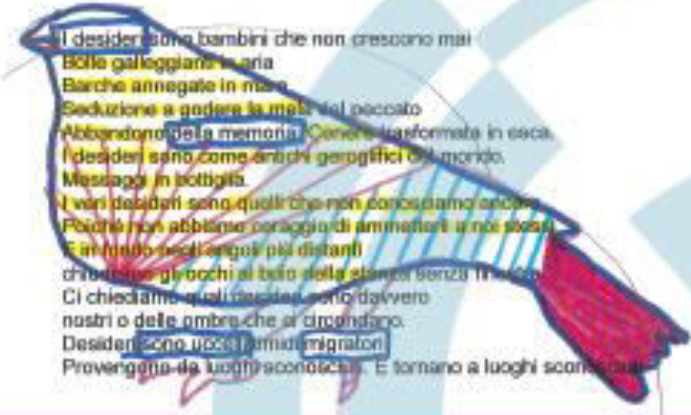 I desideri sono bambini che non crescono mai
Bolle galleggianti in aria
Barche annegate in mare
Seduzione a godere la mela del peccato
Abbandono della memoria. Cenere trasformata in esca.
I desideri sono come antichi geroglifici del mondo.
Messaggi in bottiglia.
I veri desideri sono quelli che non conosciamo ancora
Poiché non abbiamo coraggio di ammetterli a noi stessi
E in fondo negli angoli più distanti
chiudiamo gli occhi al buio della stanza senza finestre
Ci chiediamo quali desideri sono davvero
nostri o delle ombre che ci circondano.
Desideri sono uccelli migratori
Provengono da luoghi sconosciuti. E tornano a luoghi sconosciuti